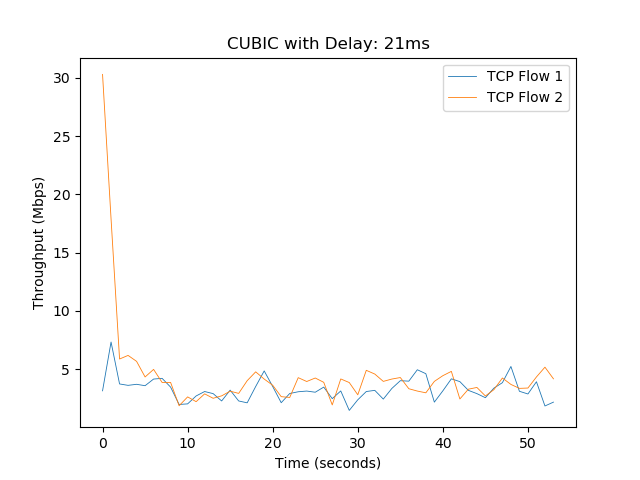 CUBIC with Delay: 21ms
TCP Flow 1
TCP Flow 2
Throughput (Mbps)
30
25
20
15
10
5
0
10
20
30
40
50
Time (seconds)